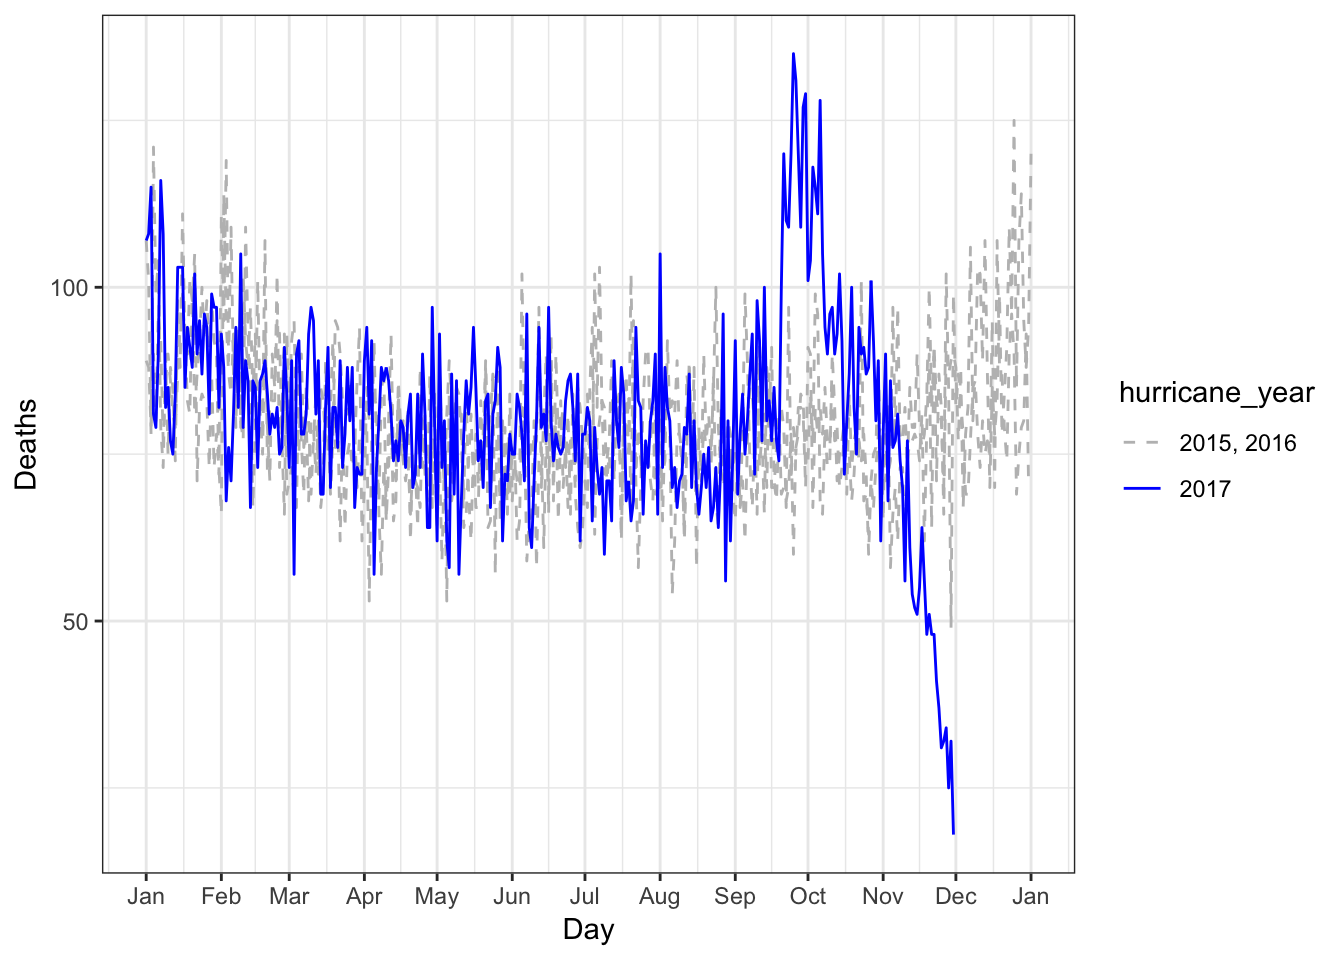 100
50
Deaths
Jan Feb Mar Apr May Jun Jul Aug Sep Oct Nov Dec Jan
Day
hurricane_year
2015, 2016
2017